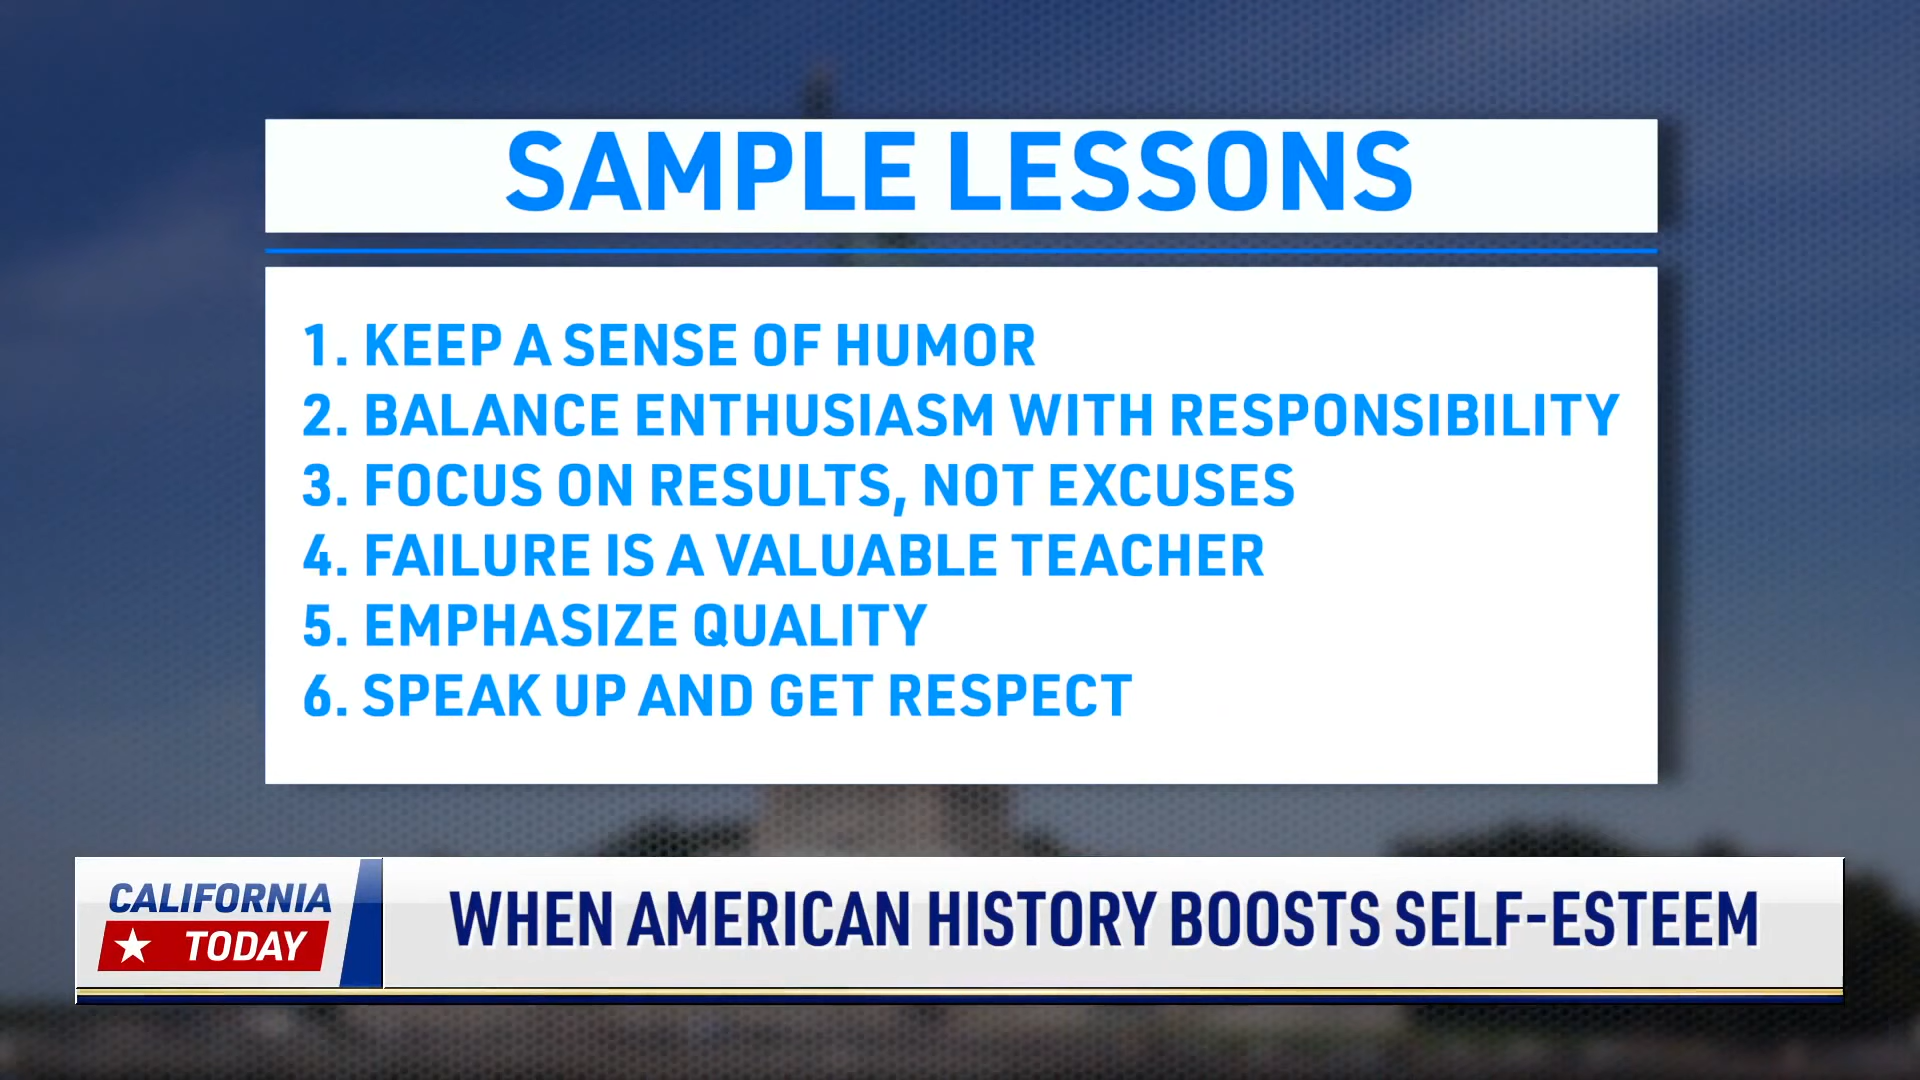 SAMPLE LESSONS
1. KEEP A SENSE OF HUMOR
2. BALANCE ENTHUSIASM WITH RESPONSIBILITY
3. FOCUS ON RESULTS, NOT EXCUSES
4. FAILURE IS A VALUABLE TEACHER
5. EMPHASIZE QUALITY
6. SPEAK UP AND GET RESPECT
CALIFORNIA
TODAY
WHEN AMERICAN HISTORY BOOSTS SELF-ESTEEM